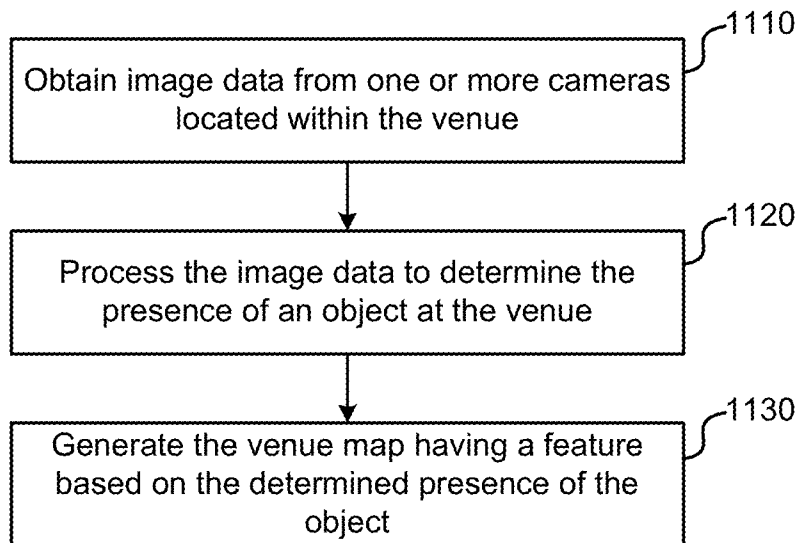 1110
Obtain image data from one or more cameras
located within the venue
1120
Process the image data to determine the
presence of an object at the venue
1130
Generate the venue map having a feature
based on the determined presence of the
object